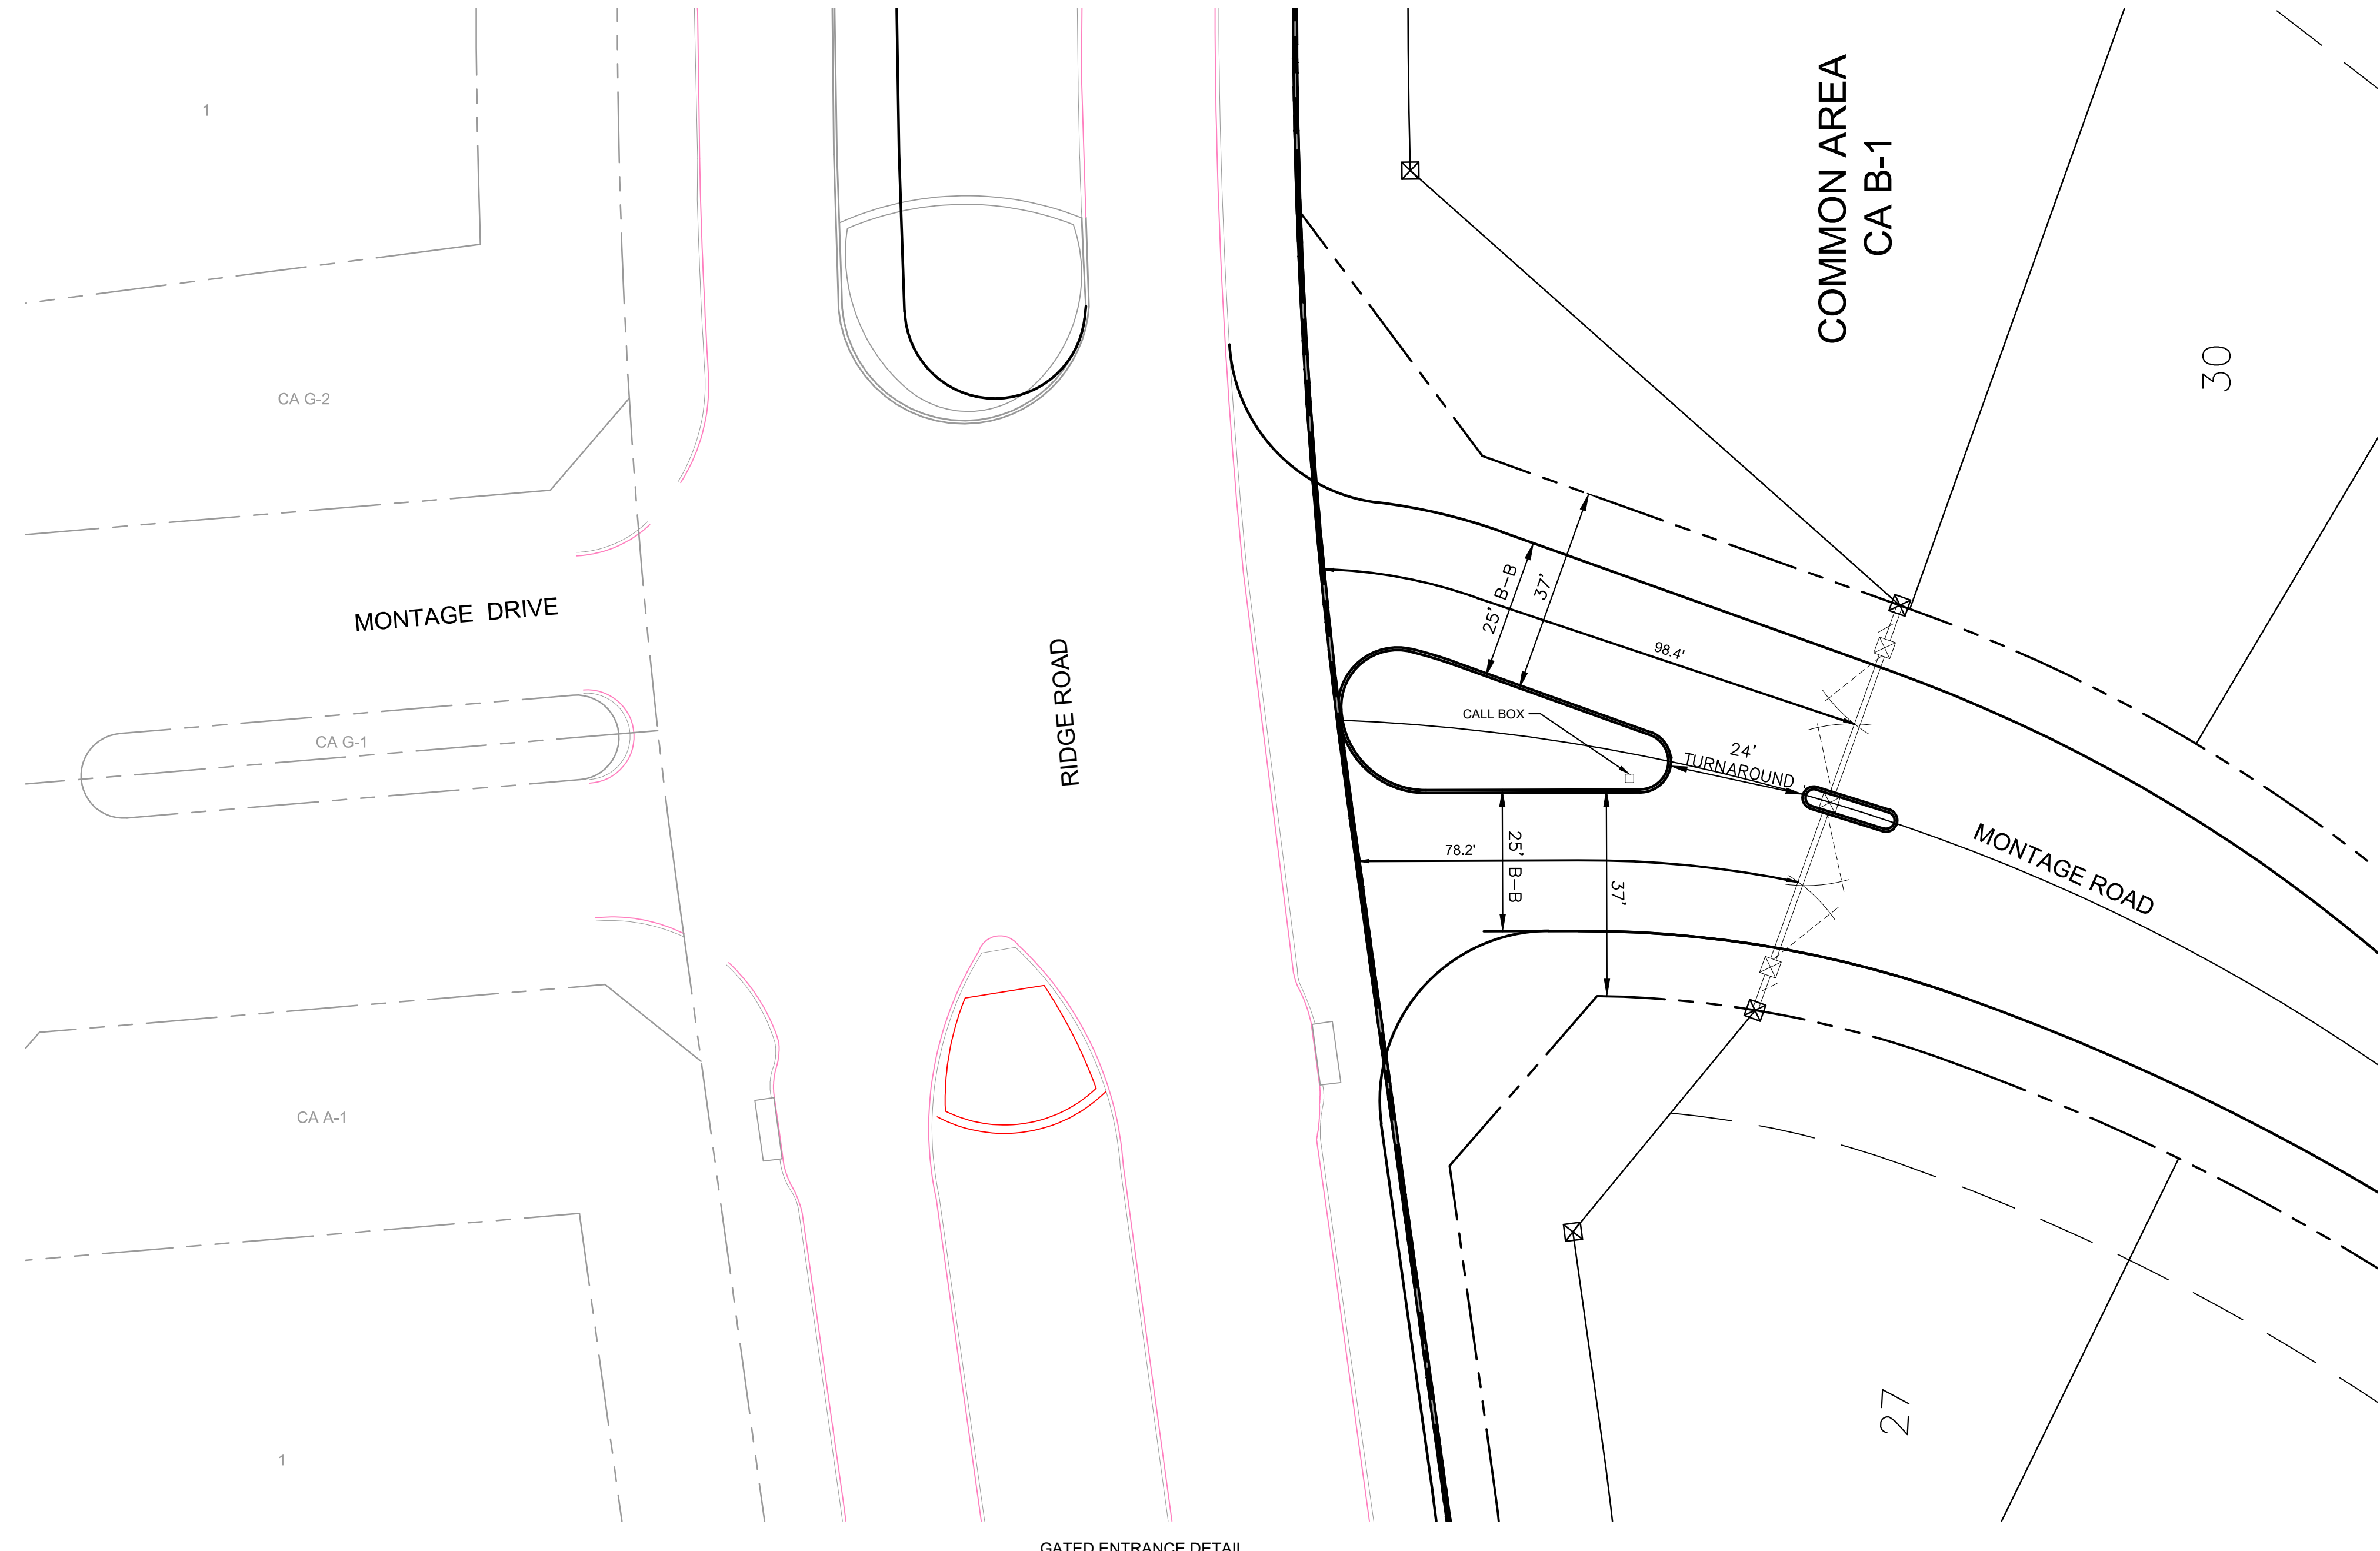 1
COMMON AREA
CA B-1
30
CA G-2
MONTAGE DRIVE
RIDGE ROAD
25' B-B
37'
98.4'
CALL BOX
24'
TURNAROUND
CA G-1
MONTAGE ROAD
78.2'
25' B-B
37'
CA A-1
27
1
GATED ENTRANCE DETAIL